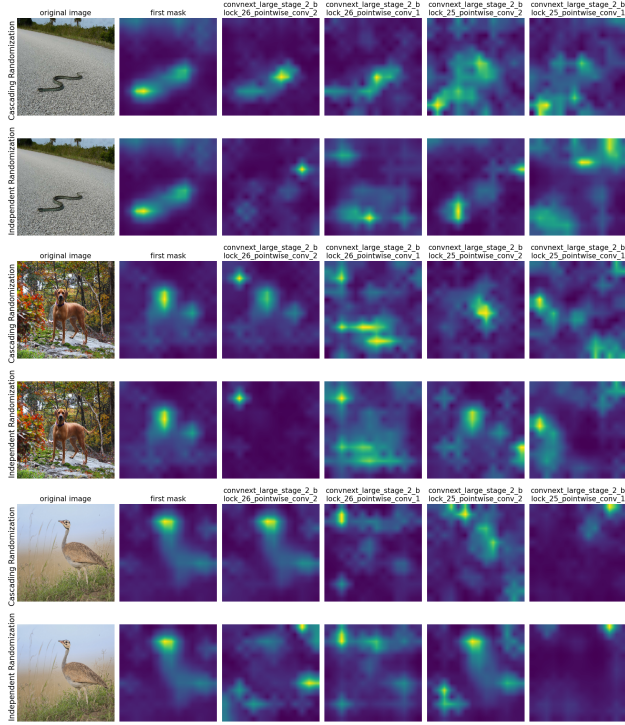 convnext_large_stage_2_b convnext_large_stage_2_b convnext_large_stage_2_b convnext_large_stage_2_b
original image first mask lock_26_pointwise_conv_2 lock_26_pointwise_conv_1 lock_25_pointwise_conv_2 lock_25_pointwise_conv_1
Cascading Randomization
Independent Randomization
convnext_large_stage_2_b convnext_large_stage_2_b convnext_large_stage_2_b convnext_large_stage_2_b
original image first mask lock_26_pointwise_conv_2 lock_26_pointwise_conv_1 lock_25_pointwise_conv_2 lock_25_pointwise_conv_1
Cascading Randomization
Independent Randomization
convnext_large_stage_2_b convnext_large_stage_2_b convnext_large_stage_2_b convnext_large_stage_2_b
original image first mask lock_26_pointwise_conv_2 lock_26_pointwise_conv_1 lock_25_pointwise_conv_2 lock_25_pointwise_conv_1
Cascading Randomization
Independent Randomization